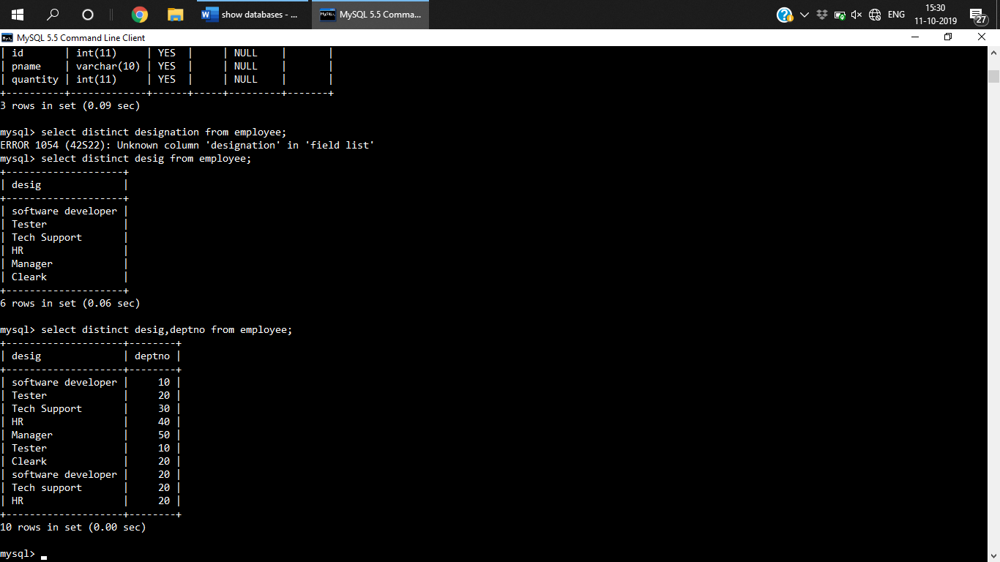 show databases - ...
MySQL 5.5 Comma...
ENG
15:30
11-10-2019
27
MySQL 5.5 Command Line Client
| id       | int(11)     | YES  |     | NULL    |       |
| pname    | varchar(10) | YES  |     | NULL    |       |
| quantity | int(11)     | YES  |     | NULL    |       |
+----------+-------------+------+-----+---------+-------+
3 rows in set (0.09 sec)
mysql> select distinct designation from employee;
ERROR 1054 (42S22): Unknown column 'designation' in 'field list'
mysql> select distinct desig from employee;
+--------------------+
| desig              |
+--------------------+
| software developer |
| Tester             |
| Tech Support       |
| HR                 |
| Manager            |
| Cleark             |
+--------------------+
6 rows in set (0.06 sec)
mysql> select distinct desig,deptno from employee;
+--------------------+--------+
| desig              | deptno |
+--------------------+--------+
| software developer |     10 |
| Tester             |     20 |
| Tech Support       |     30 |
| HR                 |     40 |
| Manager            |     50 |
| Tester             |     10 |
| Cleark             |     20 |
| software developer |     20 |
| Tech support       |     20 |
| HR                 |     20 |
+--------------------+--------+
10 rows in set (0.00 sec)
mysql> _